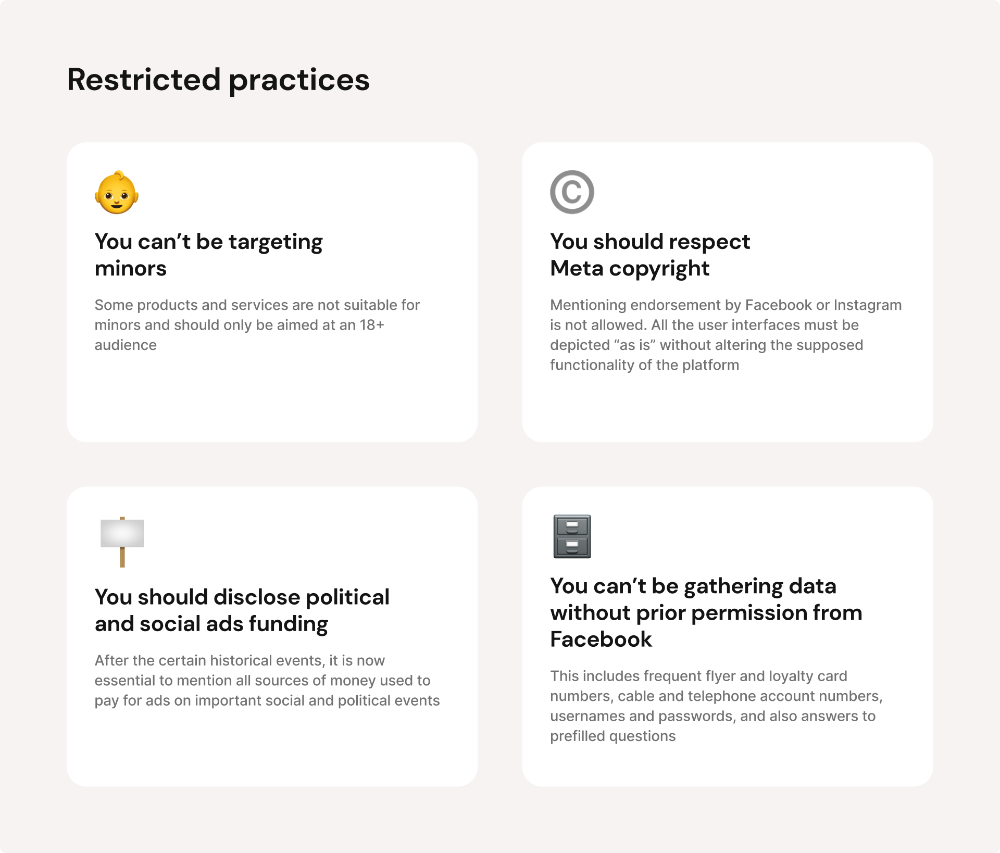 Restricted practices
You can’t be targeting
minors
Some products and services are not suitable for
minors and should only be aimed at an 18+
audience
©
You should respect
Meta copyright
Mentioning endorsement by Facebook or Instagram
is not allowed. All the user interfaces must be
depicted “as is” without altering the supposed
functionality of the platform
You should disclose political
and social ads funding
After the certain historical events, it is now
essential to mention all sources of money used to
pay for ads on important social and political events
You can’t be gathering data
without prior permission from
Facebook
This includes frequent flyer and loyalty card
numbers, cable and telephone account numbers,
usernames and passwords, and also answers to
prefilled questions